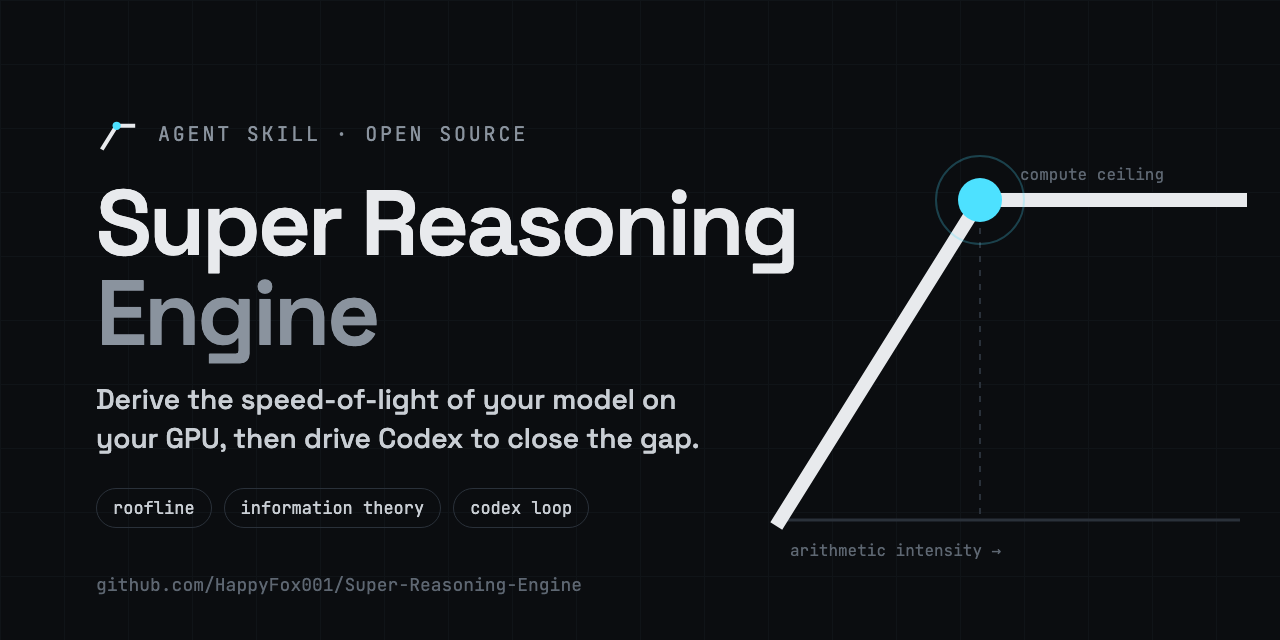 AGENT SKILL · OPEN SOURCE
Super Reasoning
Engine
Derive the speed-of-light of your model on
your GPU, then drive Codex to close the gap.
roofline
information theory
codex loop
github.com/HappyFox001/Super-Reasoning-Engine
compute ceiling
arithmetic intensity →